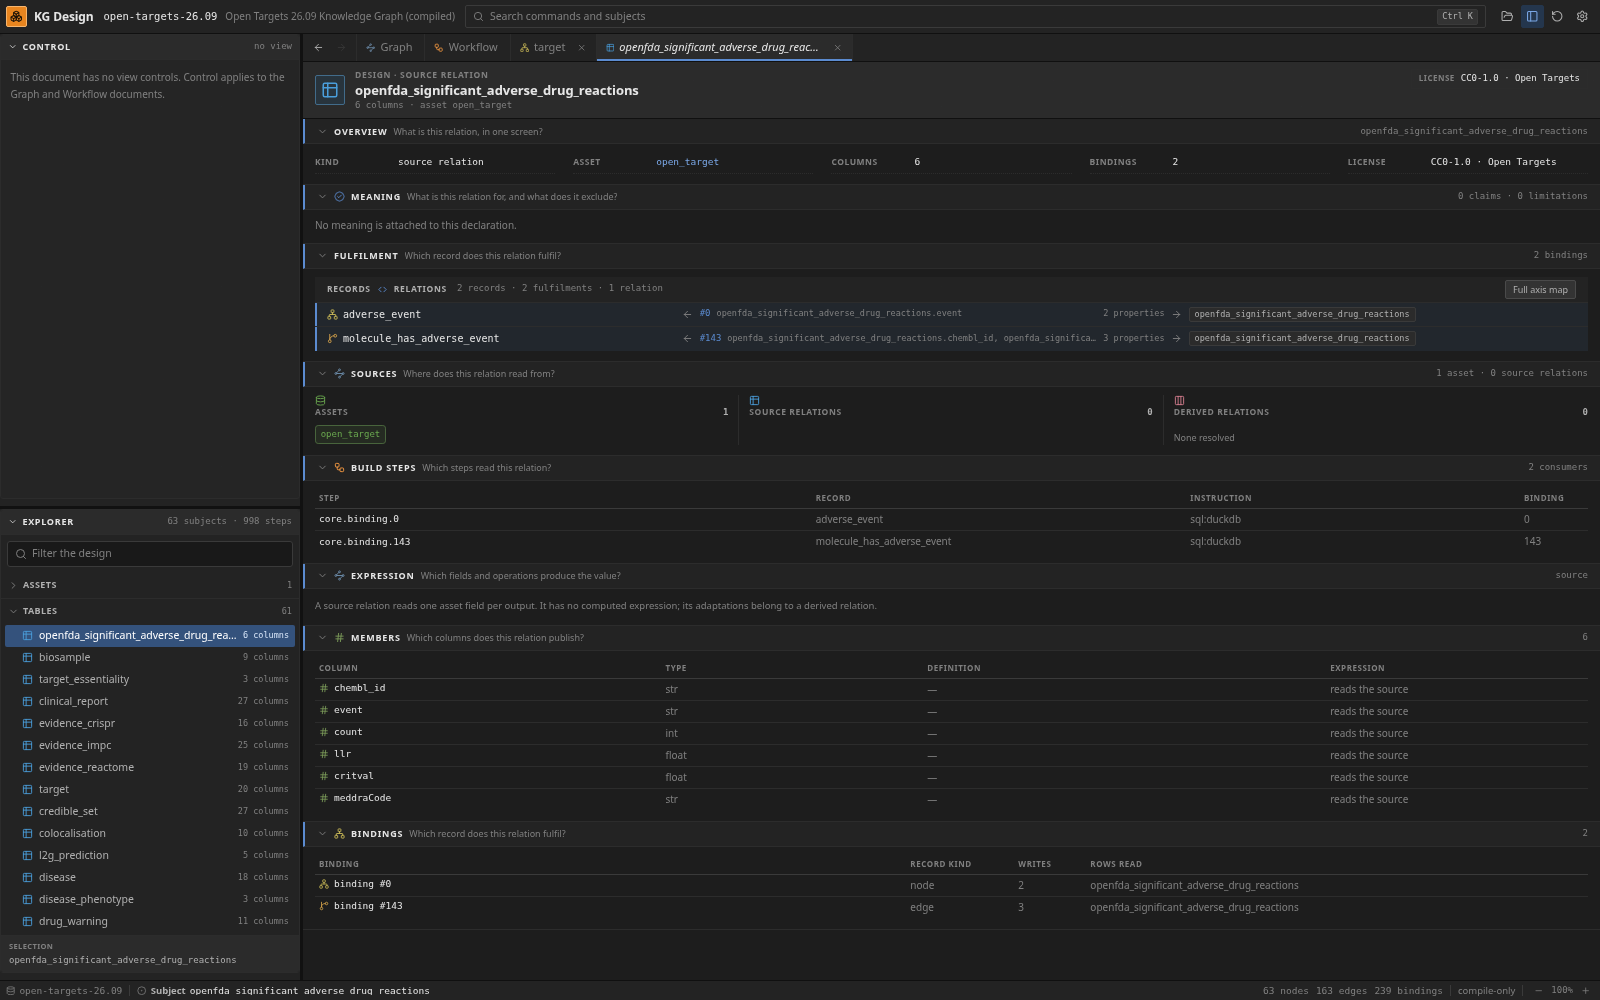 KG Design open-targets-26.09 Open Targets 26.09 Knowledge Graph (compiled) Search commands and subjects Ctrl K
CONTROL no view
This document has no view controls. Control applies to the
Graph and Workflow documents.
EXPLORER 63 subjects · 998 steps
Filter the design
ASSETS 1
TABLES 61
openfda_significant_adverse_drug_rea... 6 columns
biosample 9 columns
target_essentiality 3 columns
clinical_report 27 columns
evidence_crispr 16 columns
evidence_impc 25 columns
evidence_reactome 19 columns
target 20 columns
credible_set 27 columns
colocalisation 10 columns
l2g_prediction 5 columns
disease 18 columns
disease_phenotype 3 columns
drug_warning 11 columns
SELECTION
openfda_significant_adverse_drug_reactions
Graph Workflow target openfda_significant_adverse_drug_reac...
DESIGN · SOURCE RELATION
openfda_significant_adverse_drug_reactions
6 columns · asset open_target
LICENSE CC0-1.0 · Open Targets
OVERVIEW What is this relation, in one screen? openfda_significant_adverse_drug_reactions
KIND source relation ASSET open_target COLUMNS 6 BINDINGS 2 LICENSE CC0-1.0 · Open Targets
MEANING What is this relation for, and what does it exclude? 0 claims · 0 limitations
No meaning is attached to this declaration.
FULFILMENT Which record does this relation fulfil? 2 bindings
RECORDS <> RELATIONS 2 records · 2 fulfilments · 1 relation Full axis map
adverse_event ← #0 openfda_significant_adverse_drug_reactions.event 2 properties → openfda_significant_adverse_drug_reactions
molecule_has_adverse_event ← #143 openfda_significant_adverse_drug_reactions.chembl_id, openfda_significa… 3 properties → openfda_significant_adverse_drug_reactions
SOURCES Where does this relation read from? 1 asset · 0 source relations
ASSETS 1 SOURCE RELATIONS 0 DERIVED RELATIONS 0
open_target None resolved
BUILD STEPS Which steps read this relation? 2 consumers
STEP RECORD INSTRUCTION BINDING
core.binding.0 adverse_event sql:duckdb 0
core.binding.143 molecule_has_adverse_event sql:duckdb 143
EXPRESSION Which fields and operations produce the value? source
A source relation reads one asset field per output. It has no computed expression; its adaptations belong to a derived relation.
MEMBERS Which columns does this relation publish? 6
COLUMN TYPE DEFINITION EXPRESSION
chembl_id str — reads the source
event str — reads the source
count int — reads the source
llr float — reads the source
critval float — reads the source
meddraCode str — reads the source
BINDINGS Which record does this relation fulfil? 2
BINDING RECORD KIND WRITES ROWS READ
binding #0 node 2 openfda_significant_adverse_drug_reactions
binding #143 edge 3 openfda_significant_adverse_drug_reactions
open-targets-26.09 Subject openfda significant adverse drug reactions 63 nodes 163 edges 239 bindings compile-only − 100% +